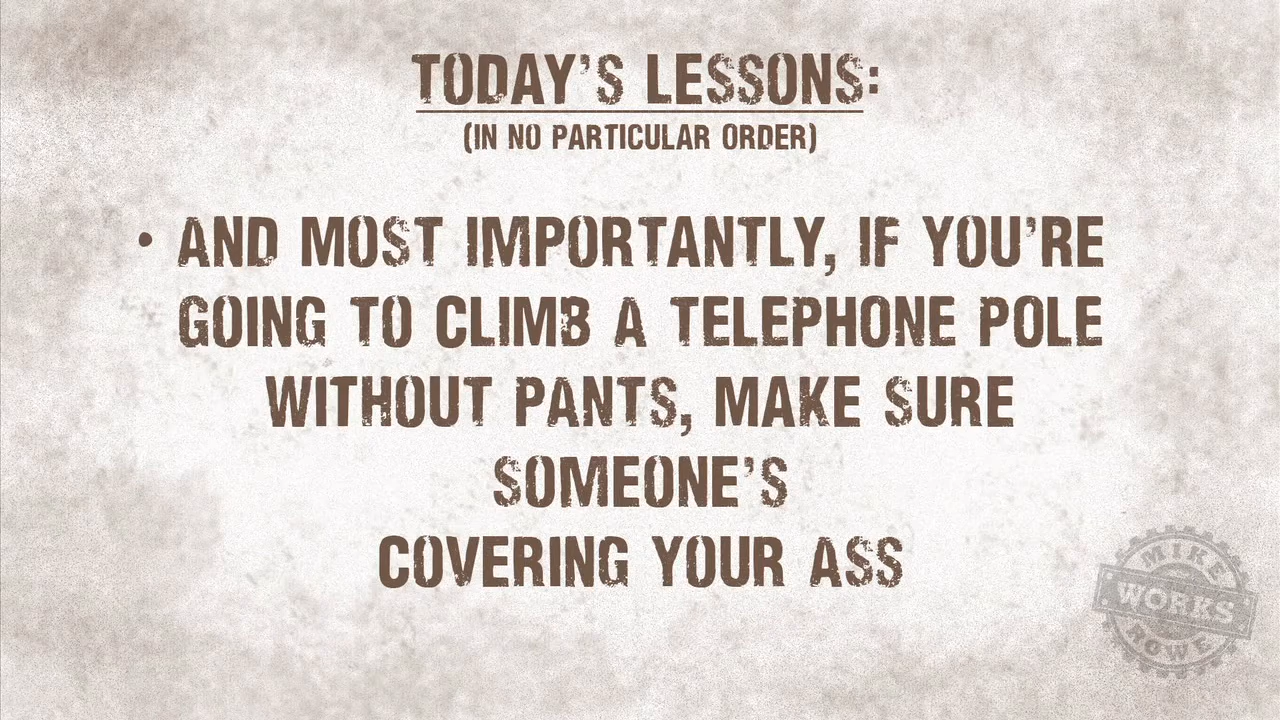 TODAY'S LESSONS:
(IN NO PARTICULAR ORDER)
• AND MOST IMPORTANTLY, IF YOU'RE
GOING TO CLIMB A TELEPHONE POLE
WITHOUT PANTS, MAKE SURE
SOMEONE'S
COVERING YOUR ASS
MIKE
WORKS
ROWE